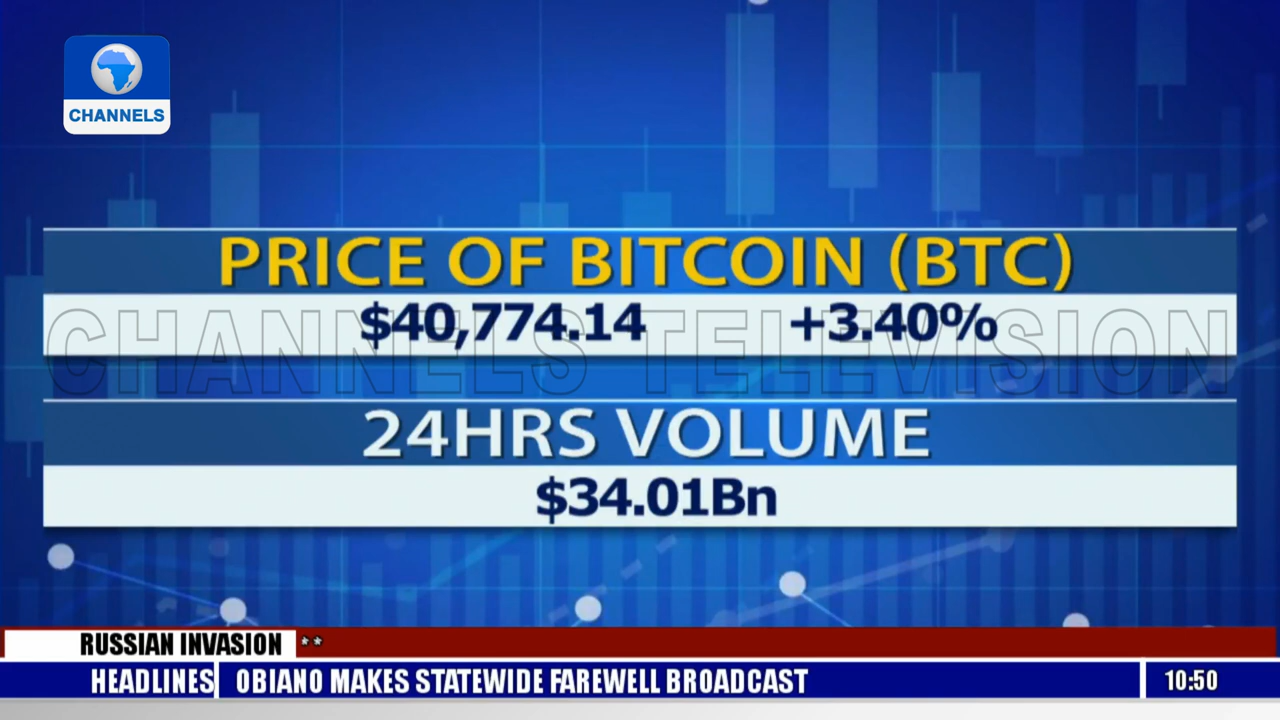 CHANNELS
PRICE OF BITCOIN (BTC)
$40,774.14 +3.40%
CHANNELS TELEVISION
24HRS VOLUME
$34.01Bn
RUSSIAN INVASION **
HEADLINES OBIANO MAKES STATEWIDE FAREWELL BROADCAST 10:50